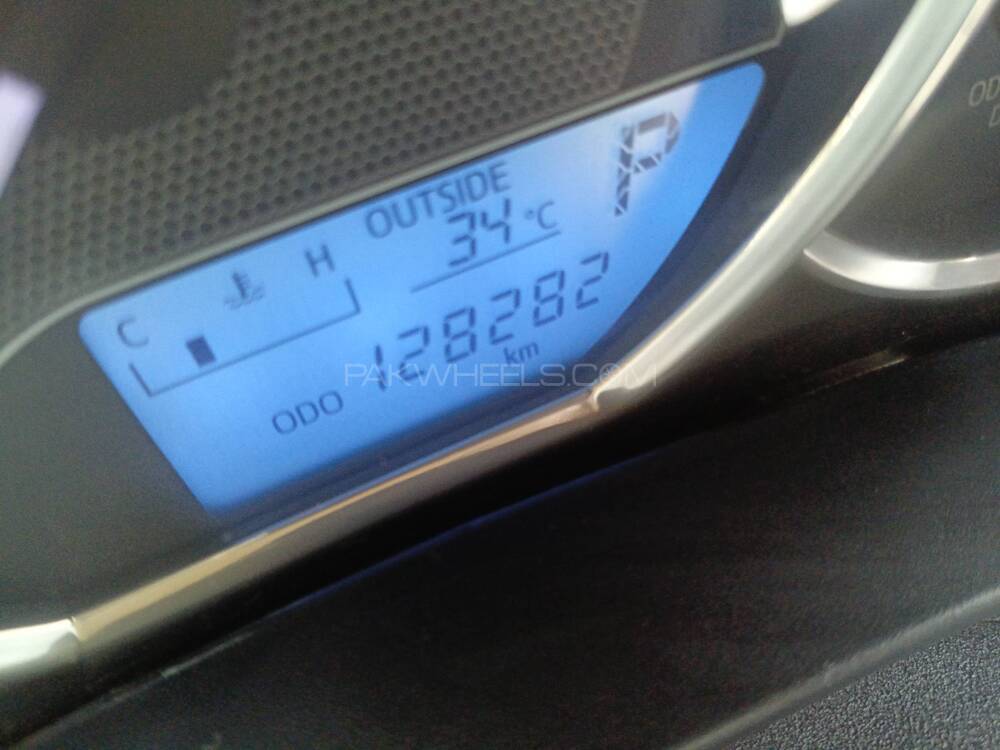 P
OUTSIDE
34 °C
C H
128282
ODO km
PAKWHEELS.COM